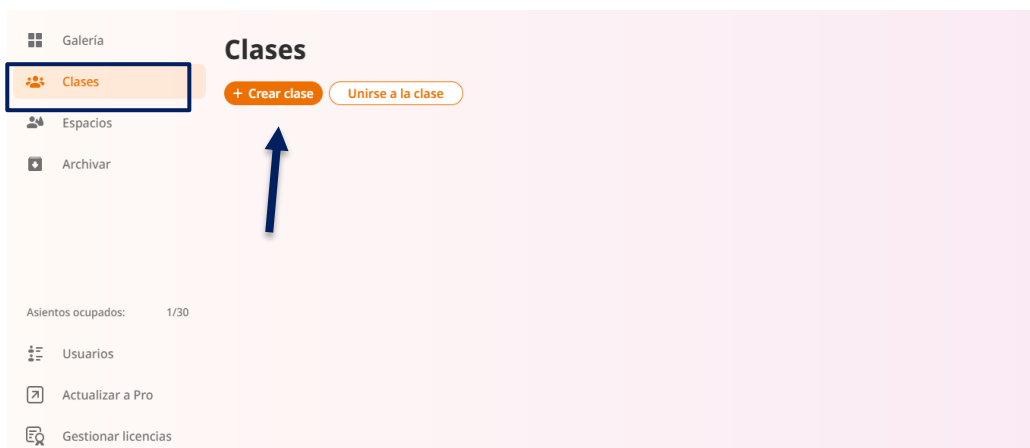 Galería
Clases
Espacios
Archivar
Asientos ocupados: 1/30
Usuarios
Actualizar a Pro
Gestionar licencias
Clases
+ Crear clase
Unirse a la clase